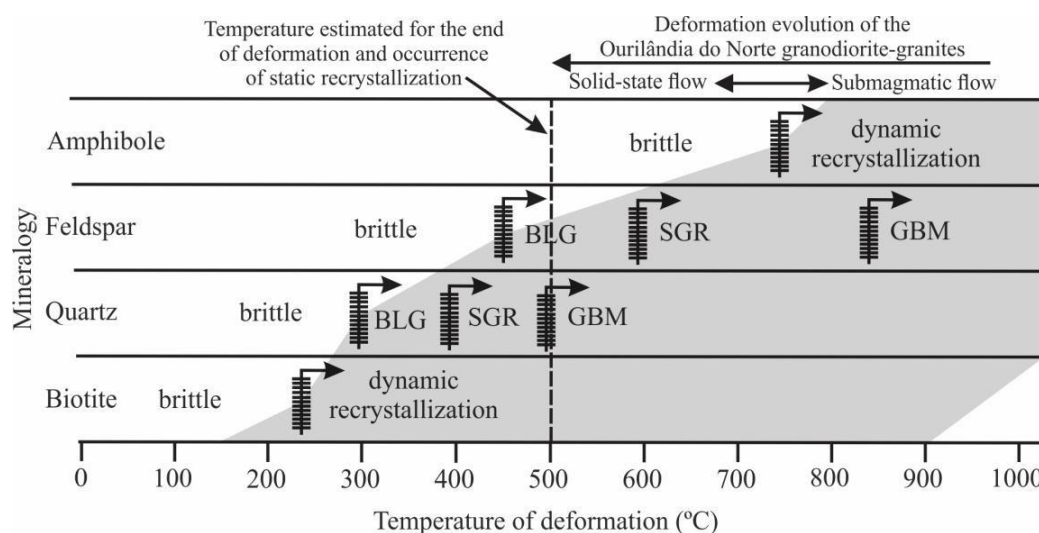 Temperature estimated for the end
of deformation and occurrence
of static recrystallization
Deformation evolution of the
Ourilândia do Norte granodiorite-granites
Solid-state flow
Submagmatic flow
Mineralogy
Amphibole
brittle
dynamic
recrystallization
Feldspar
brittle
BLG
SGR
GBM
Quartz
brittle
BLG
SGR
GBM
Biotite
brittle
dynamic
recrystallization
0
100
200
300
400
500
600
700
800
900
1000
Temperature of deformation (ºC)